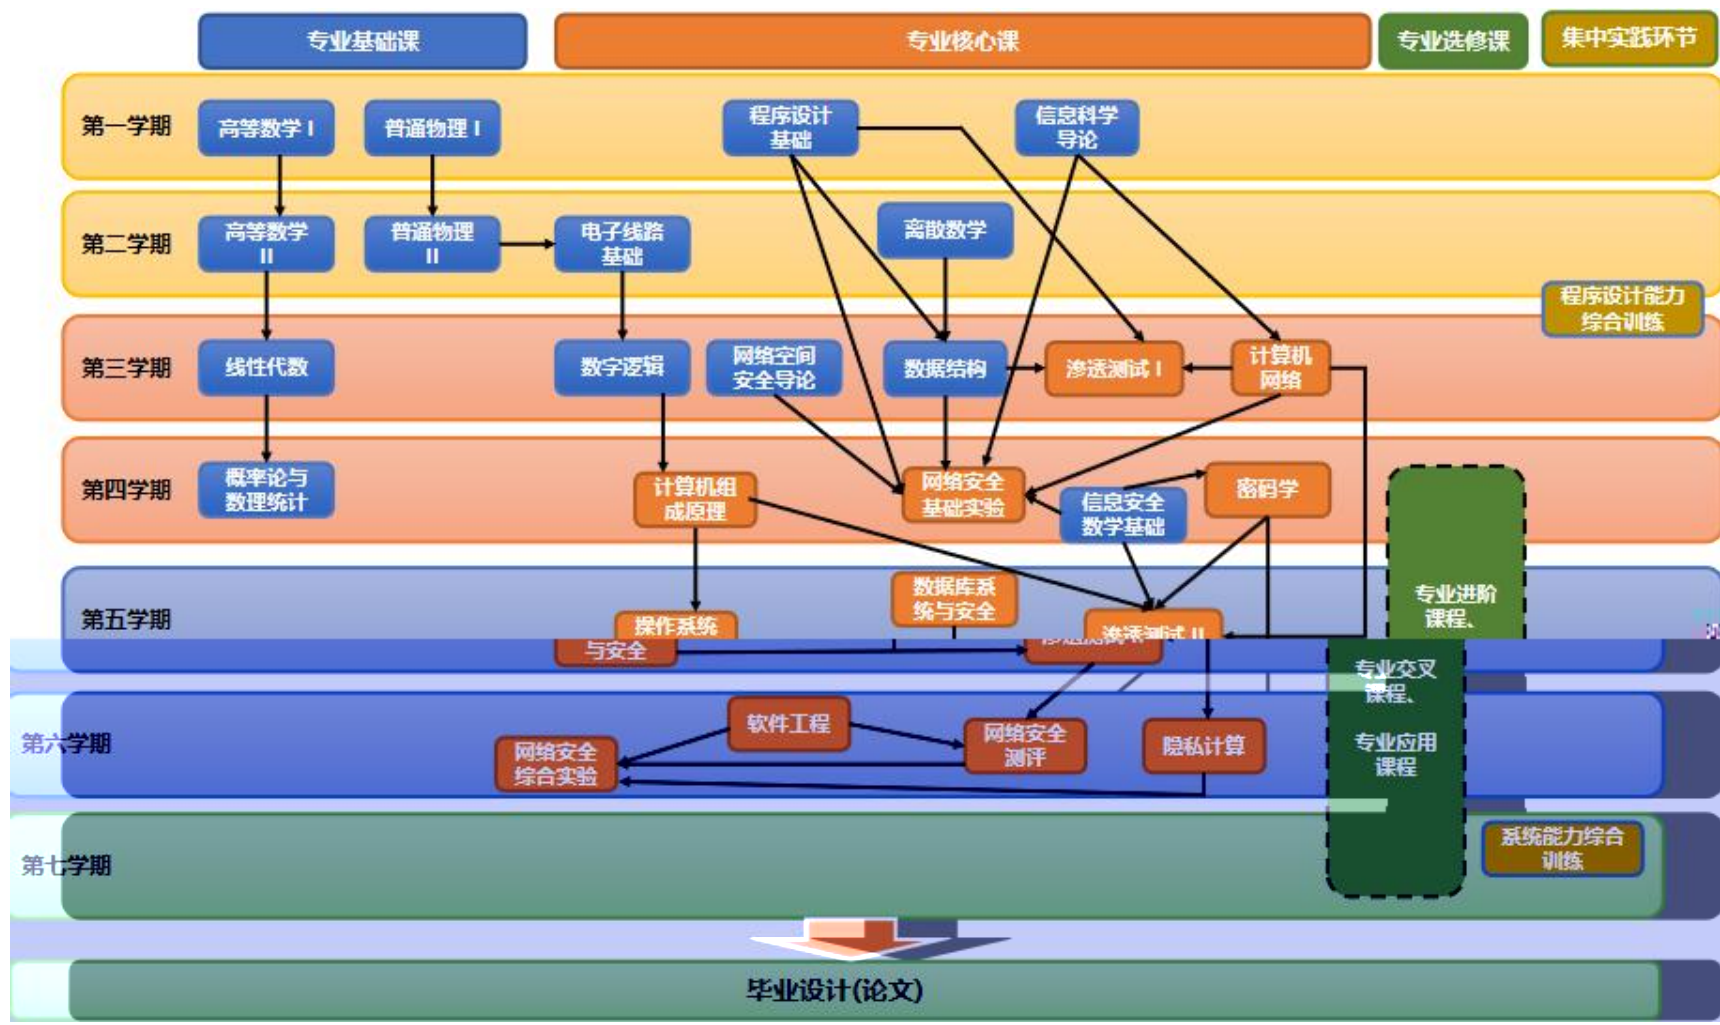 专业基础课
专业核心课
专业选修课
集中实践环节
第一学期
高等数学 I
普通物理 I
程序设计
基础
信息科学
导论
第二学期
高等数学
II
普通物理
II
电子线路
基础
离散数学
程序设计能力
综合训练
第三学期
线性代数
数字逻辑
网络空间
安全导论
数据结构
渗透测试 I
计算机
网络
第四学期
概率论与
数理统计
计算机组
成原理
网络安全
基础实验
信息安全
数学基础
密码学
第五学期
操作系统
与安全
数据库系
统与安全
渗透测试 II
专业进阶
课程、
专业交叉
课程、
专业应用
课程
第六学期
网络安全
综合实验
软件工程
网络安全
测评
隐私计算
第七学期
系统能力综合
训练
毕业设计(论文)